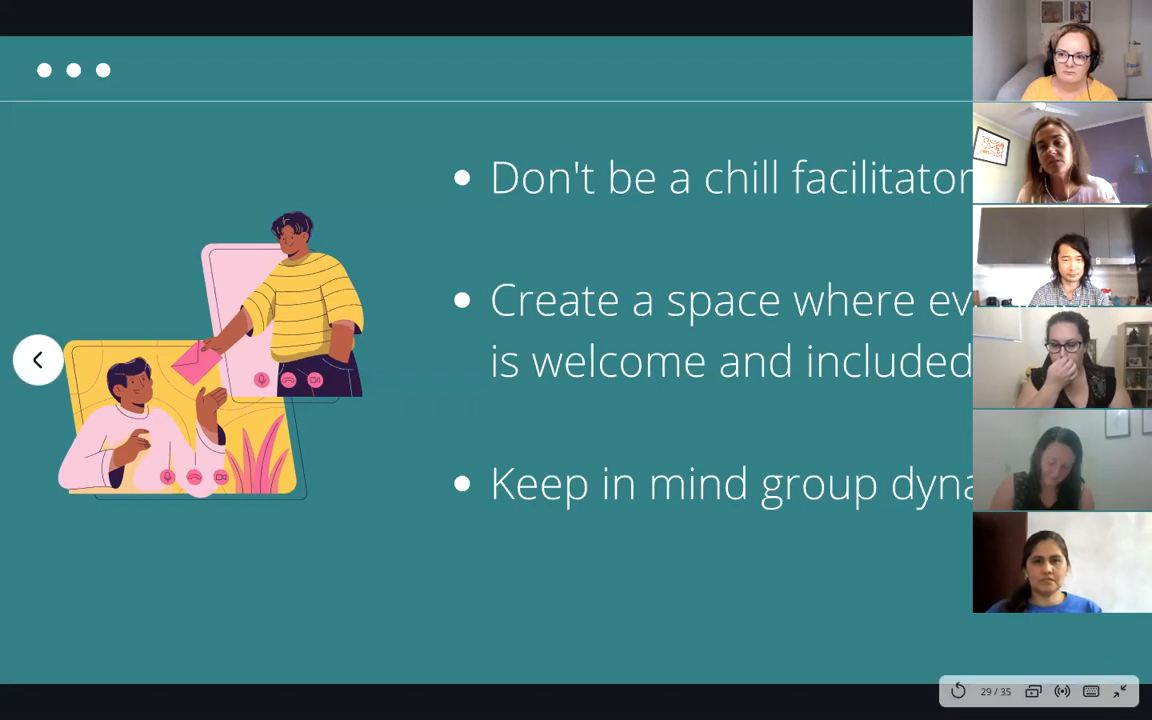 Don't be a chill facilitator
Create a space where ev
is welcome and included
Keep in mind group dyna
29 / 35